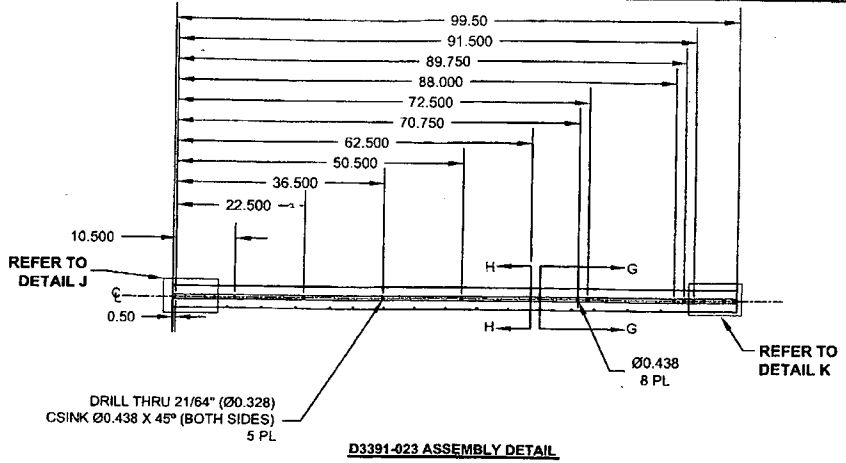 99.50
91.500
89.750
88.000
72.500
70.750
62.500
50.500
36.500
22.500
10.500
REFER TO
DETAIL J
H
G
℄
0.50
H
G
Ø0.438
8 PL
REFER TO
DETAIL K
DRILL THRU 21/64" (Ø0.328)
CSINK Ø0.438 X 45º (BOTH SIDES)
5 PL
D3391-023 ASSEMBLY DETAIL